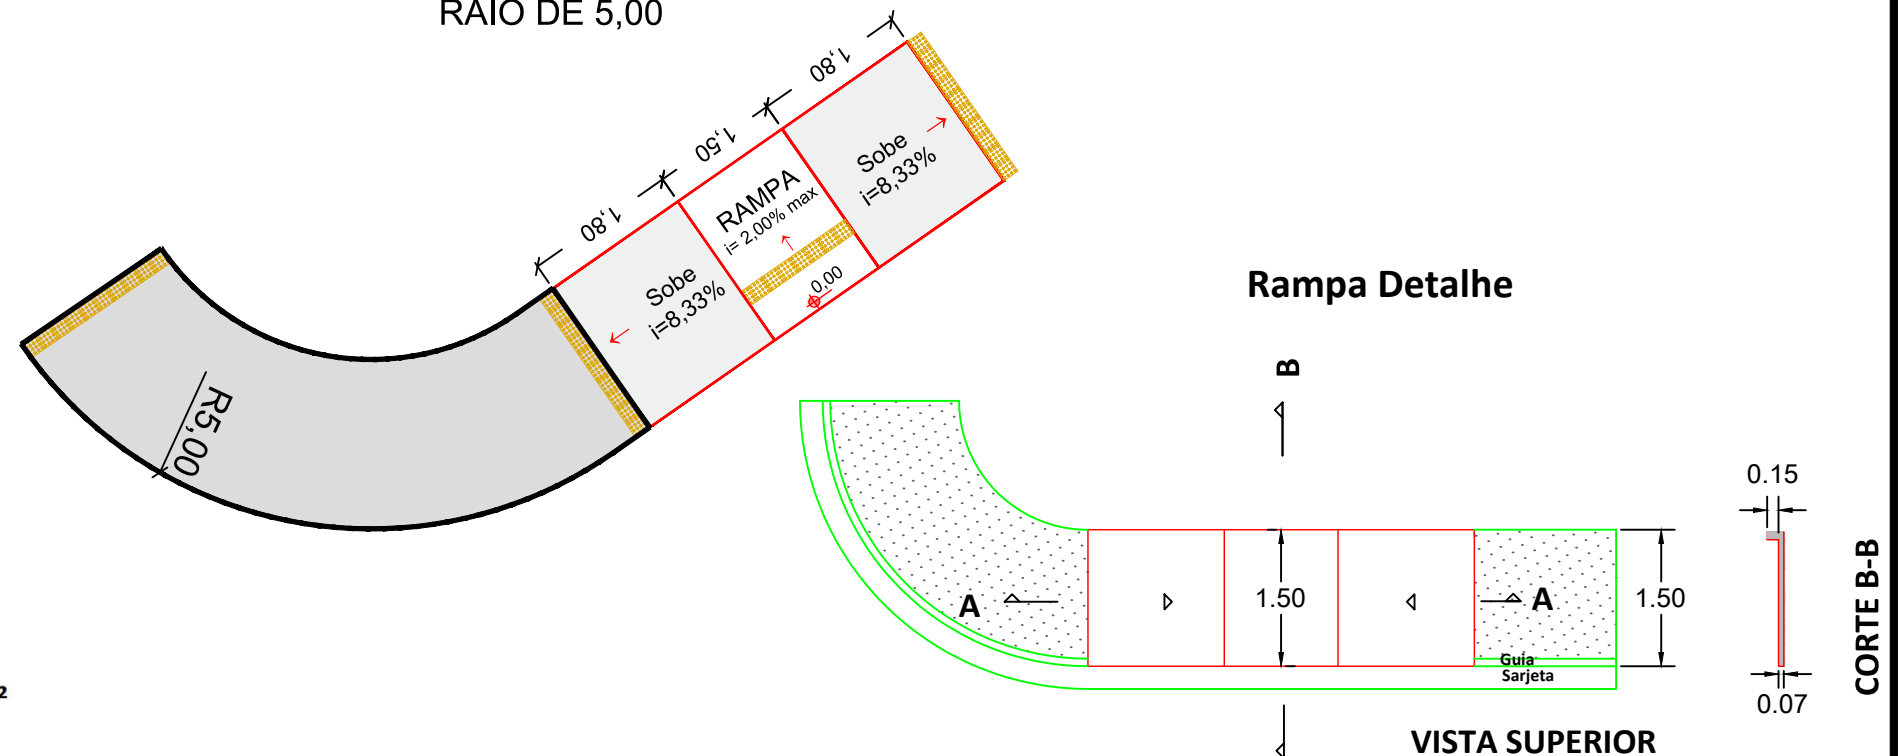 RAIO DE 5,00
1,80
1,50
1,80
Sobe
i=8,33%
RAMPA
i= 2,00% max
0,00
Sobe
i=8,33%
R5,00
Rampa Detalhe
B
A
1.50
A
1.50
Guia
Sarjeta
VISTA SUPERIOR
0.15
0.07
CORTE B-B
2